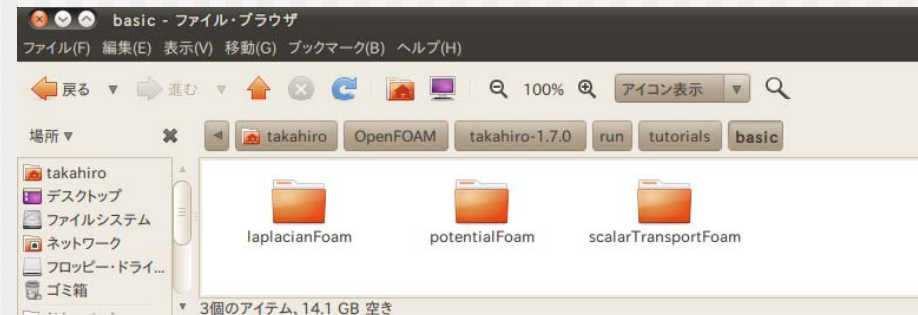 basic - ファイル・ブラウザ
ファイル(F) 編集(E) 表示(V) 移動(G) ブックマーク(B) ヘルプ(H)
戻る 進む 100% アイコン表示
場所 takahiro OpenFOAM takahiro-1.7.0 run tutorials basic
takahiro
デスクトップ
ファイルシステム
ネットワーク
フロッピー・ドライ...
ゴミ箱
laplacianFoam potentialFoam scalarTransportFoam
3個のアイテム、14.1 GB 空き